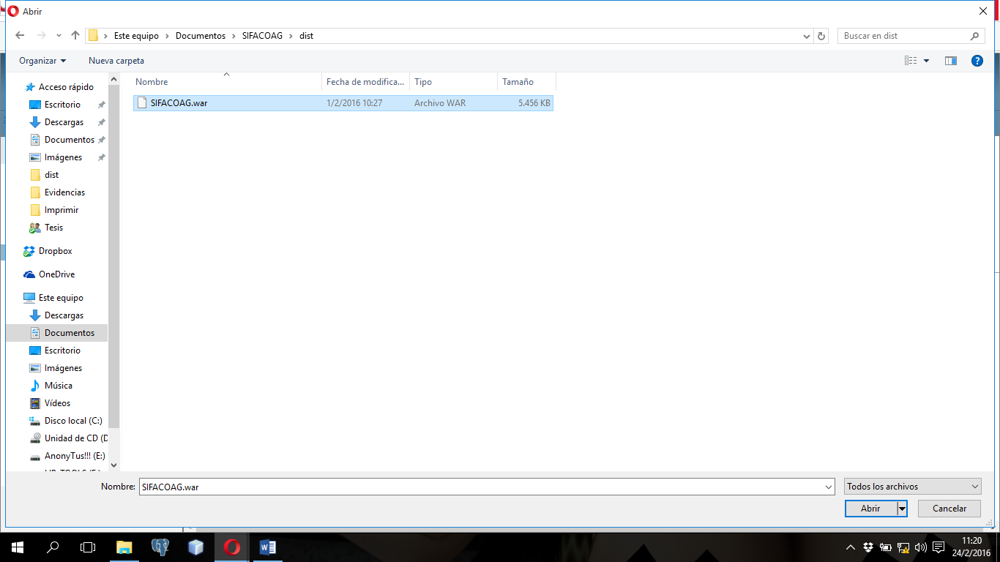 Abrir
Este equipo > Documentos > SIFACOAG > dist
Buscar en dist
Organizar
Nueva carpeta
Nombre
Fecha de modifica...
Tipo
Tamaño
SIFACOAG.war
1/2/2016 10:27
Archivo WAR
5.456 KB
Acceso rápido
Escritorio
Descargas
Documentos
Imágenes
dist
Evidencias
Imprimir
Tesis
Dropbox
OneDrive
Este equipo
Descargas
Documentos
Escritorio
Imágenes
Música
Vídeos
Disco local (C:)
Unidad de CD (D
AnonyTus!!! (E:)
Nombre:
SIFACOAG.war
Todos los archivos
Abrir
Cancelar
11:20
24/2/2016